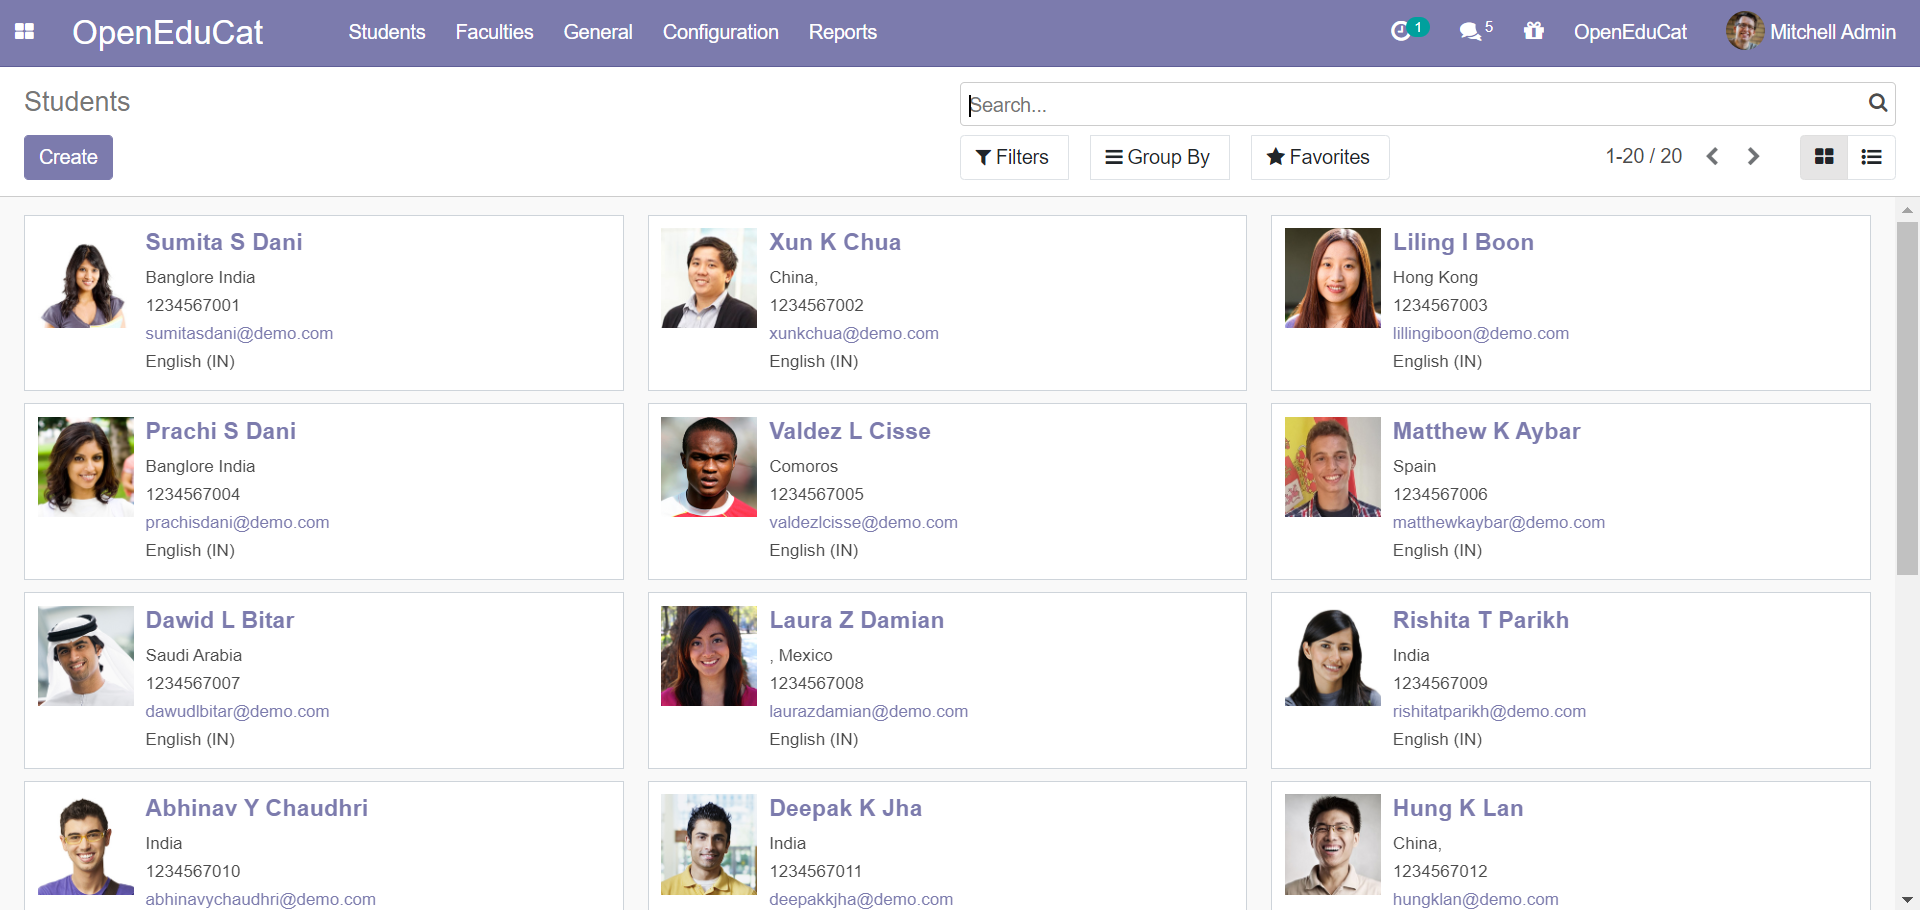 OpenEduCat
Students Faculties General Configuration Reports
1 5 OpenEduCat Mitchell Admin
Students
Search...
Create
Filters Group By Favorites 1-20 / 20
Sumita S Dani
Banglore India
1234567001
sumitasdani@demo.com
English (IN)
Xun K Chua
China,
1234567002
xunkchua@demo.com
English (IN)
Liling I Boon
Hong Kong
1234567003
lillingiboon@demo.com
English (IN)
Prachi S Dani
Banglore India
1234567004
prachisdani@demo.com
English (IN)
Valdez L Cisse
Comoros
1234567005
valdezlcisse@demo.com
English (IN)
Matthew K Aybar
Spain
1234567006
matthewkaybar@demo.com
English (IN)
Dawid L Bitar
Saudi Arabia
1234567007
dawudlbitar@demo.com
English (IN)
Laura Z Damian
, Mexico
1234567008
laurazdamian@demo.com
English (IN)
Rishita T Parikh
India
1234567009
rishitatparikh@demo.com
English (IN)
Abhinav Y Chaudhri
India
1234567010
abhinavychaudhri@demo.com
Deepak K Jha
India
1234567011
deepakkjha@demo.com
Hung K Lan
China,
1234567012
hungklan@demo.com